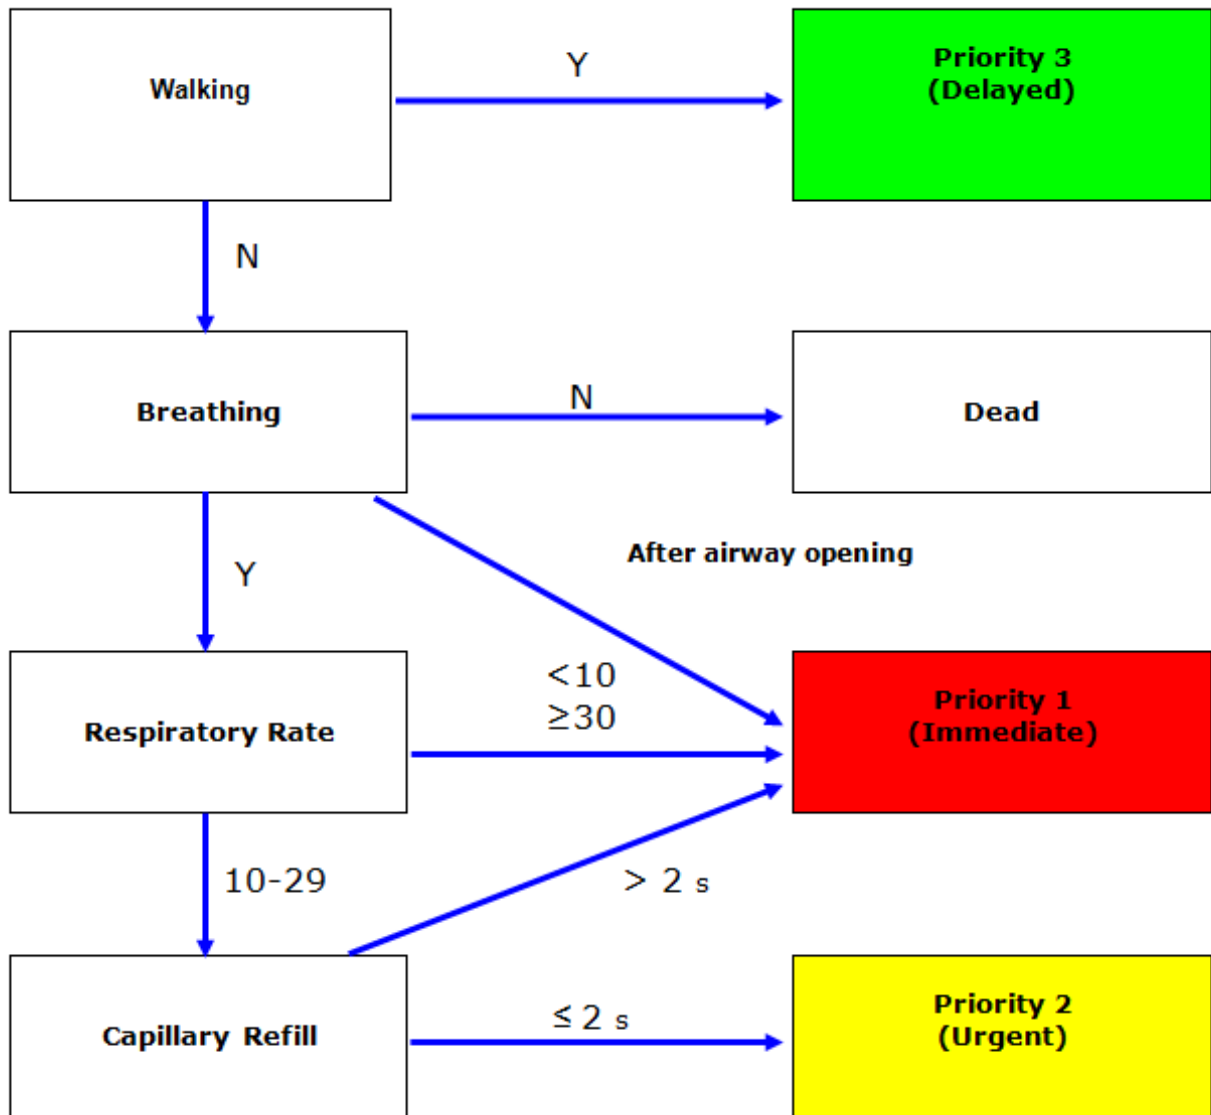 Walking
Y
Priority 3
(Delayed)
N
Breathing
N
Dead
Y
After airway opening
Respiratory Rate
<10
≥30
Priority 1
(Immediate)
10-29
> 2 s
Capillary Refill
≤ 2 s
Priority 2
(Urgent)